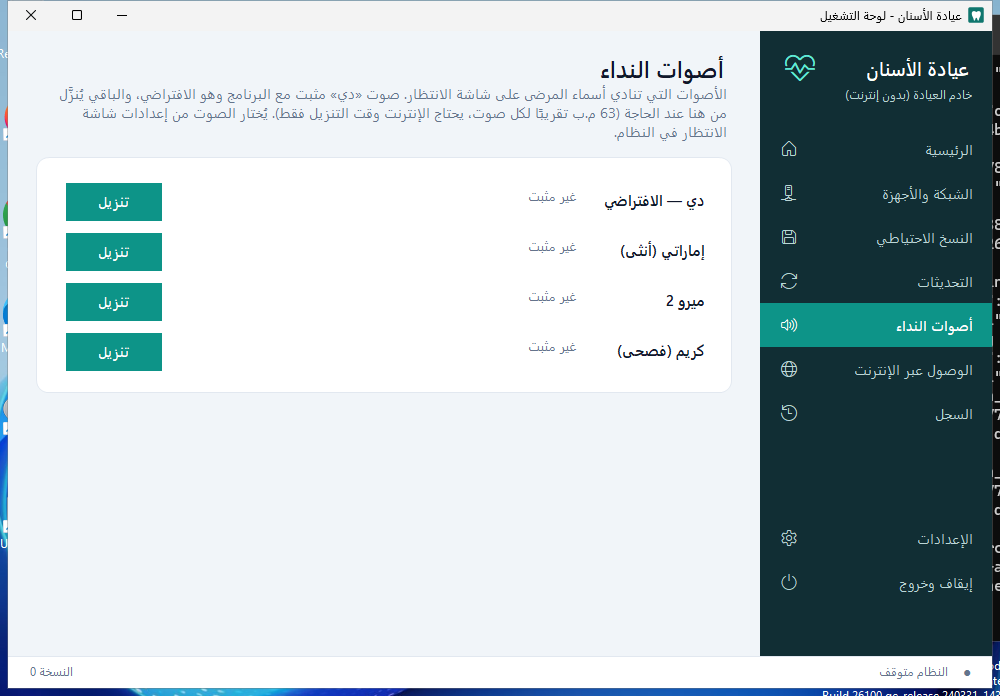 عيادة الأسنان - لوحة التشغيل
عيادة الأسنان
خادم العيادة (بدون إنترنت)
الرئيسية
الشبكة والأجهزة
النسخ الاحتياطي
التحديثات
أصوات النداء
الوصول عبر الإنترنت
السجل
الإعدادات
إيقاف وخروج
أصوات النداء
الأصوات التي تنادي أسماء المرضى على شاشة الانتظار. صوت «دي» مثبت مع البرنامج وهو الافتراضي، والباقي يُنزَّل
من هنا عند الحاجة (63 م.ب تقريبًا لكل صوت، يحتاج الإنترنت وقت التنزيل فقط). يُختار الصوت من إعدادات شاشة
الانتظار في النظام.
دي — الافتراضي غير مثبت تنزيل
إماراتي (أنثى) غير مثبت تنزيل
ميرو 2 غير مثبت تنزيل
كريم (فصحى) غير مثبت تنزيل
النظام متوقف
النسخة 0